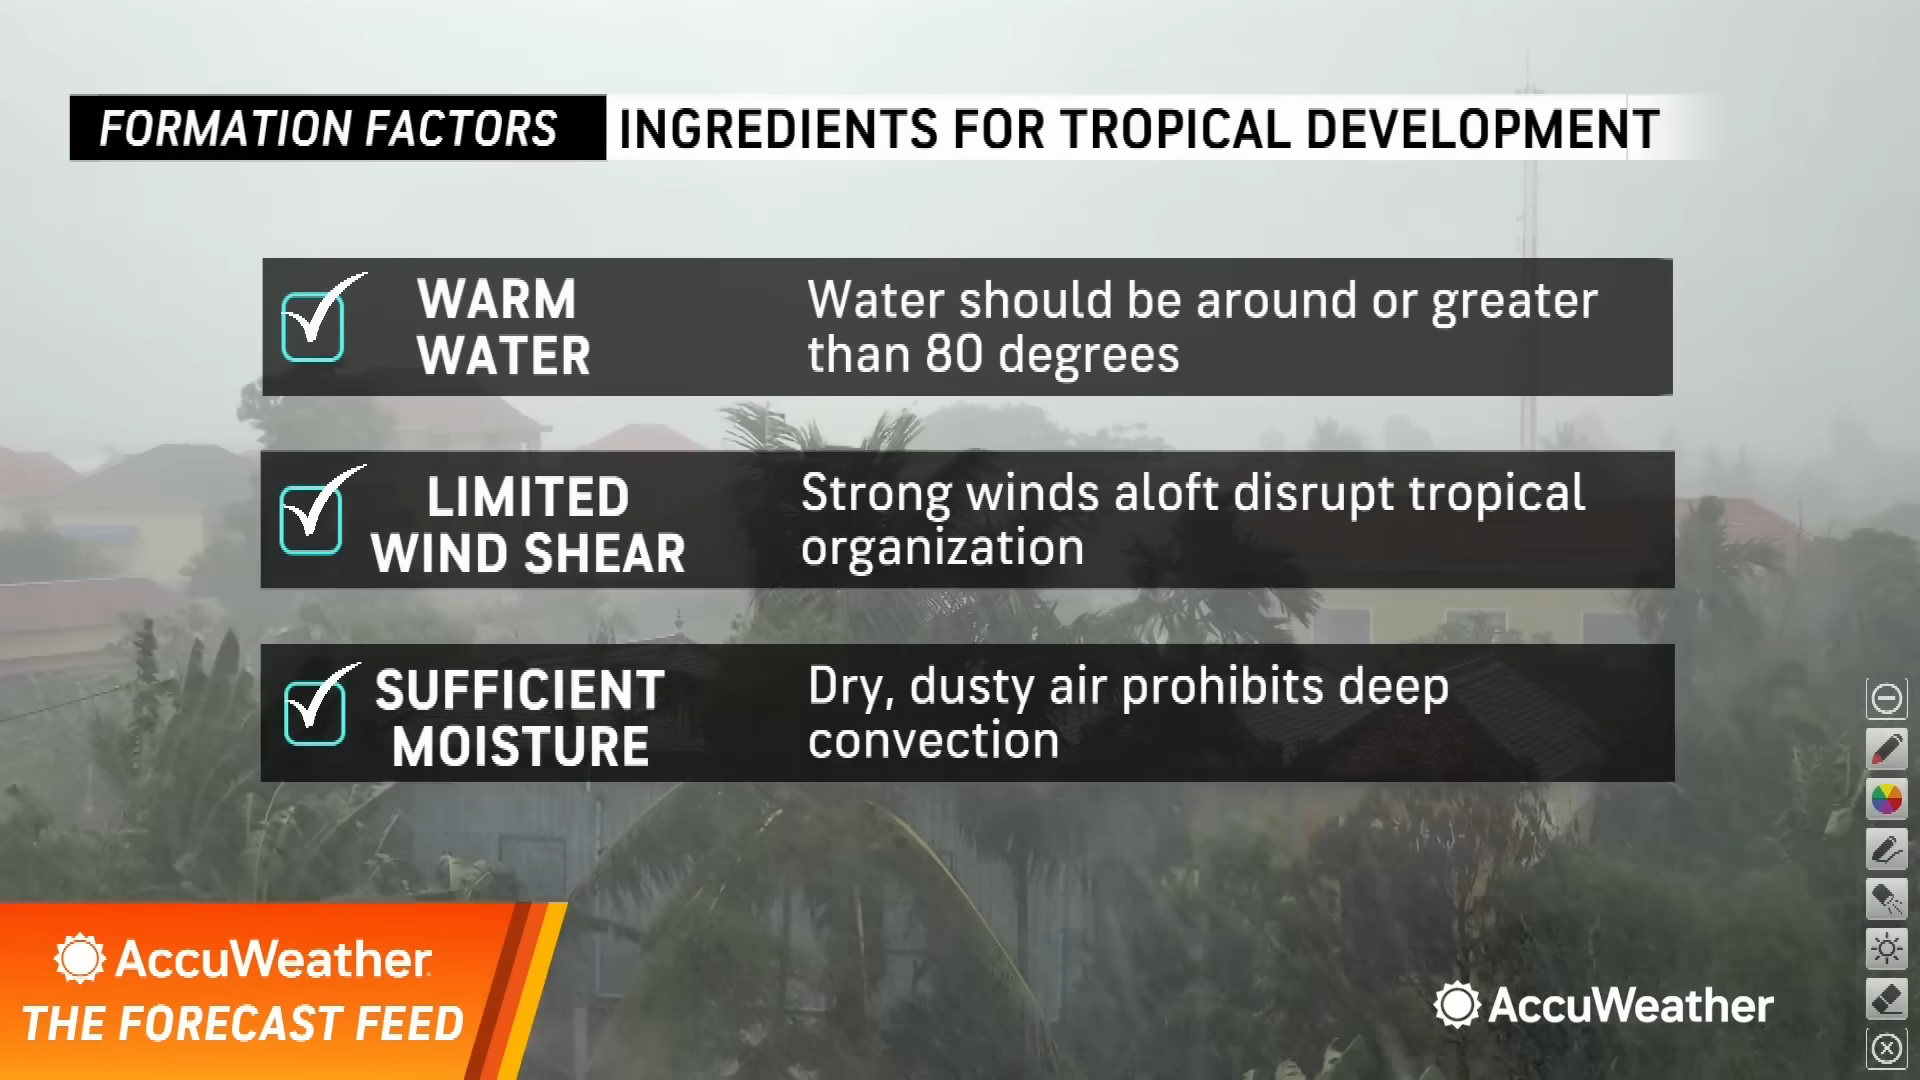 FORMATION FACTORS INGREDIENTS FOR TROPICAL DEVELOPMENT
WARM
WATER
Water should be around or greater
than 80 degrees
LIMITED
WIND SHEAR
Strong winds aloft disrupt tropical
organization
SUFFICIENT
MOISTURE
Dry, dusty air prohibits deep
convection
AccuWeather
THE FORECAST FEED
AccuWeather